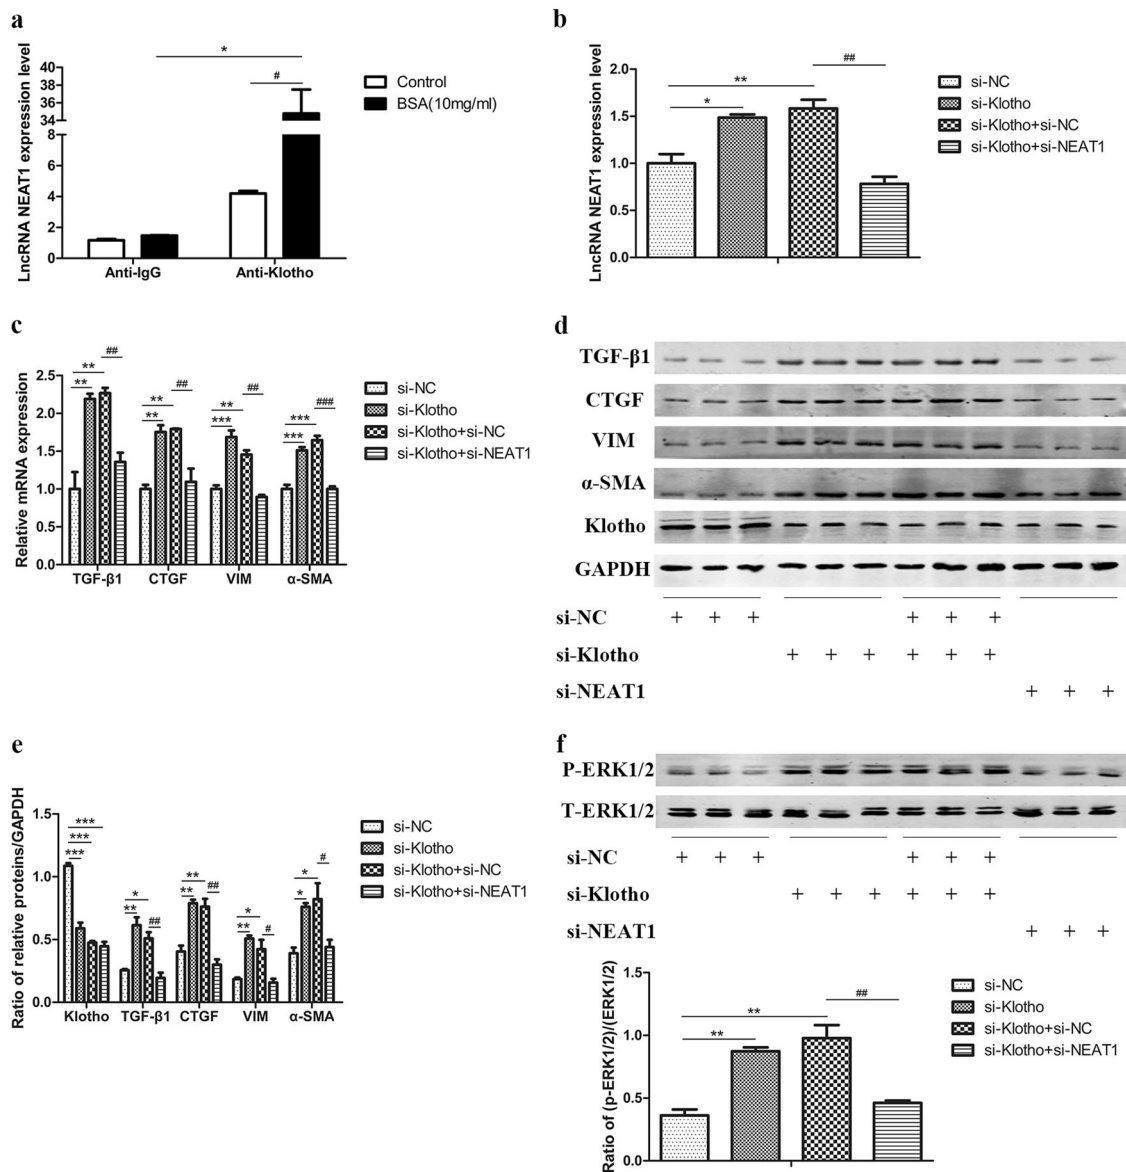 a
LncRNA NEAT1 expression level
40
38
36
34
8
6
4
2
0
*
#
Control
BSA(10mg/ml)
Anti-IgG
Anti-Klotho
b
LncRNA NEAT1 expression level
2.0
1.5
1.0
0.5
0.0
*
**
##
si-NC
si-Klotho
si-Klotho+si-NC
si-Klotho+si-NEAT1
c
Relative mRNA expression
2.5
2.0
1.5
1.0
0.5
0.0
** ** ##
** ** ##
*** ** ##
*** *** ###
si-NC
si-Klotho
si-Klotho+si-NC
si-Klotho+si-NEAT1
TGF-β1 CTGF VIM α-SMA
d
TGF-β1
CTGF
VIM
α-SMA
Klotho
GAPDH
si-NC + + + + + +
si-Klotho + + + + + +
si-NEAT1 + + +
e
Ratio of relative proteins/GAPDH
1.5
1.0
0.5
0.0
*** *** ***
** * ##
** ** ##
** * #
* * #
si-NC
si-Klotho
si-Klotho+si-NC
si-Klotho+si-NEAT1
Klotho TGF-β1 CTGF VIM α-SMA
f
P-ERK1/2
T-ERK1/2
si-NC + + + + + +
si-Klotho + + + + + +
si-NEAT1 + + +
Ratio of (p-ERK1/2)/(ERK1/2)
1.5
1.0
0.5
0.0
**
**
##
si-NC
si-Klotho
si-Klotho+si-NC
si-Klotho+si-NEAT1